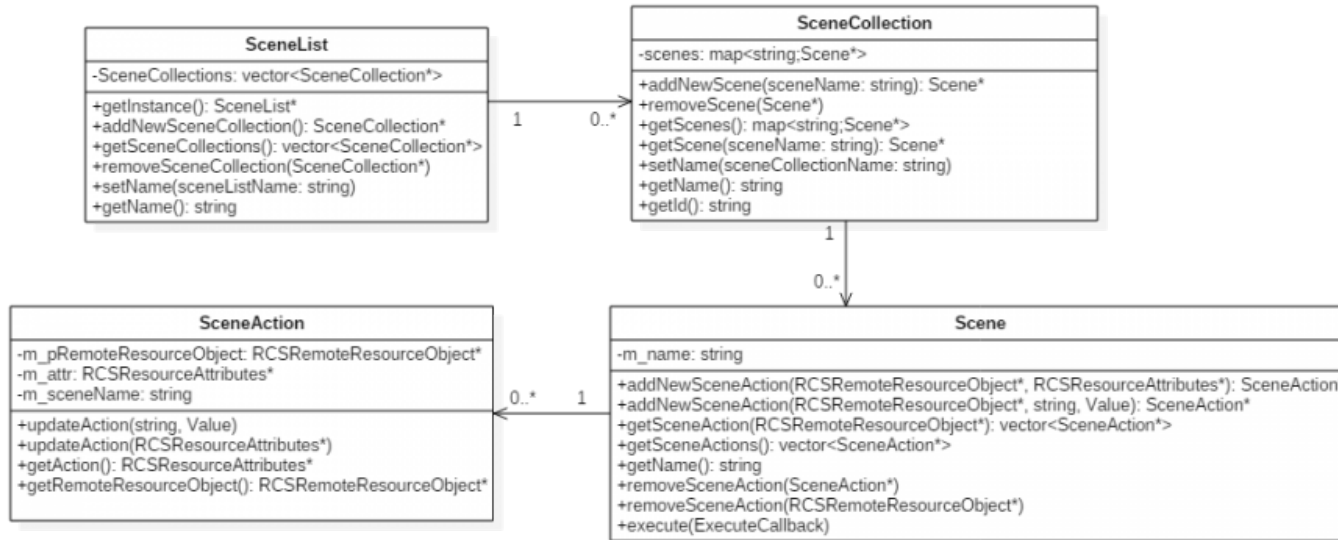 SceneList
-SceneCollections: vector<SceneCollection*>
+getInstance(): SceneList*
+addNewSceneCollection(): SceneCollection*
+getSceneCollections(): vector<SceneCollection*>
+removeSceneCollection(SceneCollection*)
+setName(sceneListName: string)
+getName(): string
1
0..*
SceneCollection
-scenes: map<string;Scene*>
+addNewScene(sceneName: string): Scene*
+removeScene(Scene*)
+getScenes(): map<string;Scene*>
+getScene(sceneName: string): Scene*
+setName(sceneCollectionName: string)
+getName(): string
+getId(): string
1
0..*
SceneAction
-m_pRemoteResourceObject: RCSRemoteResourceObject*
-m_attr: RCSResourceAttributes*
-m_sceneName: string
+updateAction(string, Value)
+updateAction(RCSResourceAttributes*)
+getAction(): RCSResourceAttributes*
+getRemoteResourceObject(): RCSRemoteResourceObject*
0..*
1
Scene
-m_name: string
+addNewSceneAction(RCSRemoteResourceObject*, RCSResourceAttributes*): SceneAction
+addNewSceneAction(RCSRemoteResourceObject*, string, Value): SceneAction*
+getSceneAction(RCSRemoteResourceObject*): vector<SceneAction*>
+getSceneActions(): vector<SceneAction*>
+getName(): string
+removeSceneAction(SceneAction*)
+removeSceneAction(RCSRemoteResourceObject*)
+execute(ExecuteCallback)